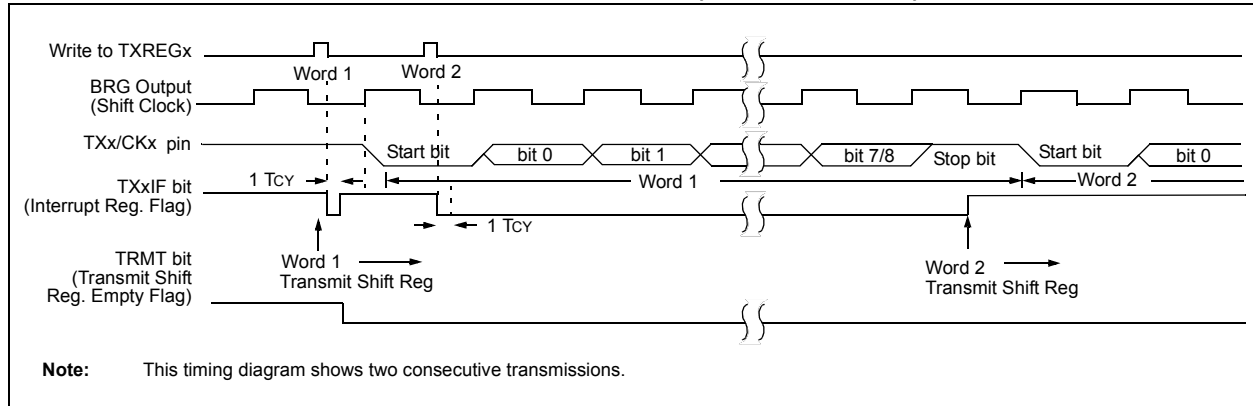 Write to TXREGx
Word 1 Word 2
BRG Output
(Shift Clock)
TXx/CKx pin
Start bit bit 0 bit 1 bit 7/8 Stop bit Start bit bit 0
1 TCY
Word 1 Word 2
TXxIF bit
(Interrupt Reg. Flag)
1 TCY
TRMT bit
(Transmit Shift
Reg. Empty Flag)
Word 1
Transmit Shift Reg
Word 2
Transmit Shift Reg
Note: This timing diagram shows two consecutive transmissions.